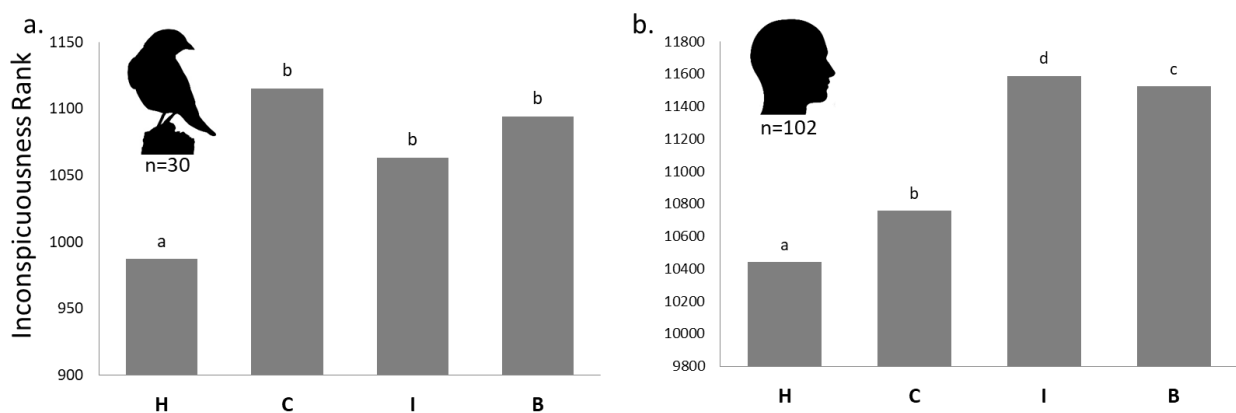 a.
Inconspicuousness Rank
1150
1100
1050
1000
950
900
n=30
a
b
b
b
H
C
I
B
b.
11800
11600
11400
11200
11000
10800
10600
10400
10200
10000
9800
n=102
a
b
d
c
H
C
I
B